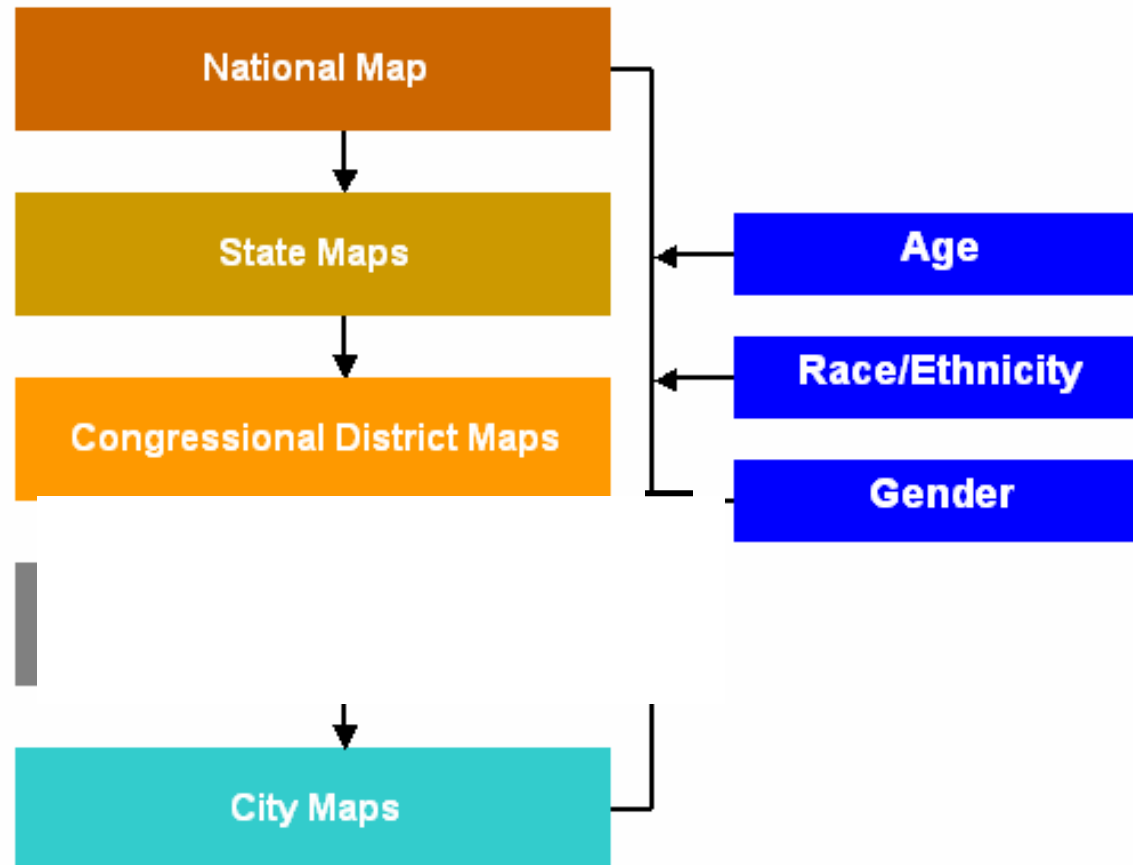 National Map
State Maps
Age
Race/Ethnicity
Congressional District Maps
Gender
City Maps